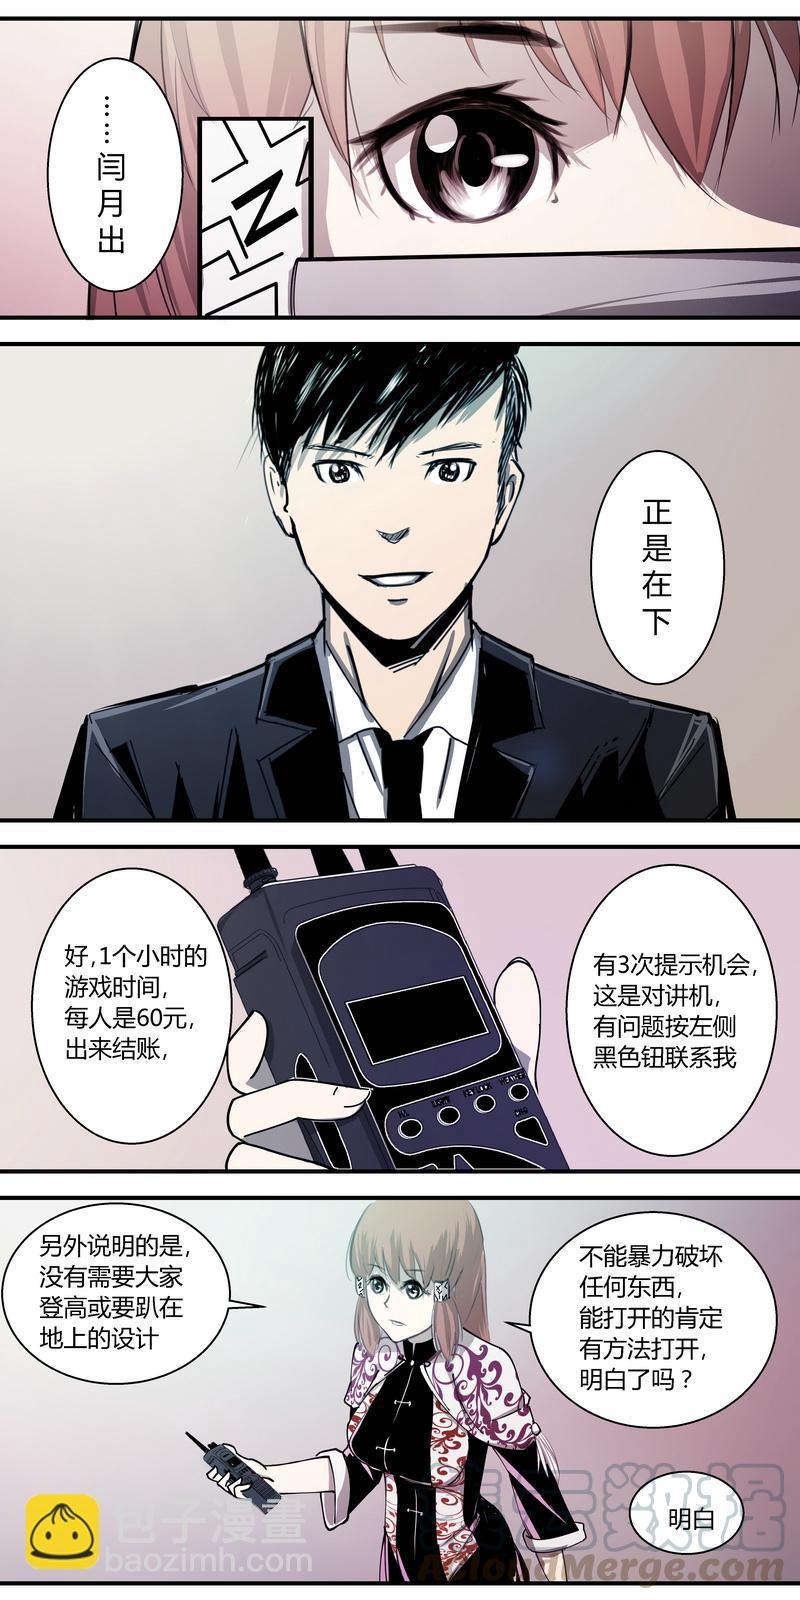 ……闫月出
正是在下
好，1个小时的
游戏时间，
每人是60元，
出来结账，
有3次提示机会，
这是对讲机，
有问题按左侧
黑色钮联系我
另外说明的是，
没有需要大家
登高或要趴在
地上的设计
不能暴力破坏
任何东西，
能打开的肯定
有方法打开，
明白了吗？
明白
包子漫畫
baozimh.com
AcloudMerge.com